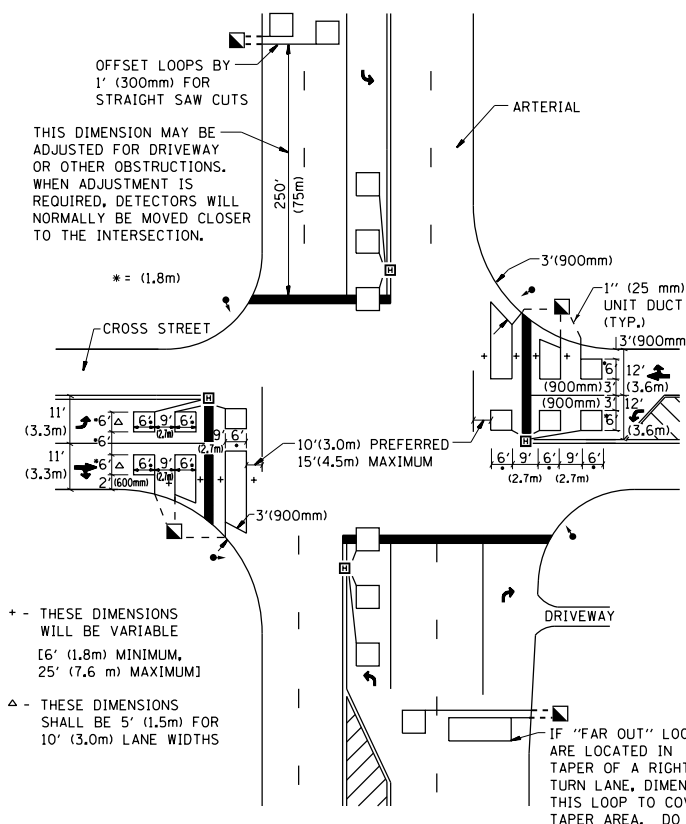 OFFSET LOOPS BY
1' (300mm) FOR
STRAIGHT SAW CUTS
ARTERIAL
THIS DIMENSION MAY BE
ADJUSTED FOR DRIVEWAY
OR OTHER OBSTRUCTIONS.
WHEN ADJUSTMENT IS
REQUIRED, DETECTORS WILL
NORMALLY BE MOVED CLOSER
TO THE INTERSECTION.
250'
(75m)
* = (1.8m)
H
3'(900mm)
1" (25 mm)
UNIT DUCT
(TYP.)
CROSS STREET
3'(900mm
+ + +
*6'
12'
(3.6m)
(900mm) 3'
(900mm) 3'
12'
*6'
(3.6m)
H
H
11'
(3.3m)
*6'
△
6' 9' 6'
(2.7m)
*6'
9' 6'
(2.7m)
11'
(3.3m)
*6'
△
6' 9' 6'
(2.7m)
2'
(600mm)
+ + + +
10'(3.0m) PREFERRED
15'(4.5m) MAXIMUM
6' 9' 6' 9' 6'
(2.7m) (2.7m)
3'(900mm)
H
DRIVEWAY
+ - THESE DIMENSIONS
WILL BE VARIABLE
[6' (1.8m) MINIMUM,
25' (7.6 m) MAXIMUM]
△ - THESE DIMENSIONS
SHALL BE 5' (1.5m) FOR
10' (3.0m) LANE WIDTHS
IF "FAR OUT" LOO
ARE LOCATED IN
TAPER OF A RIGHT
TURN LANE, DIMEN
THIS LOOP TO COV
TAPER AREA. DO